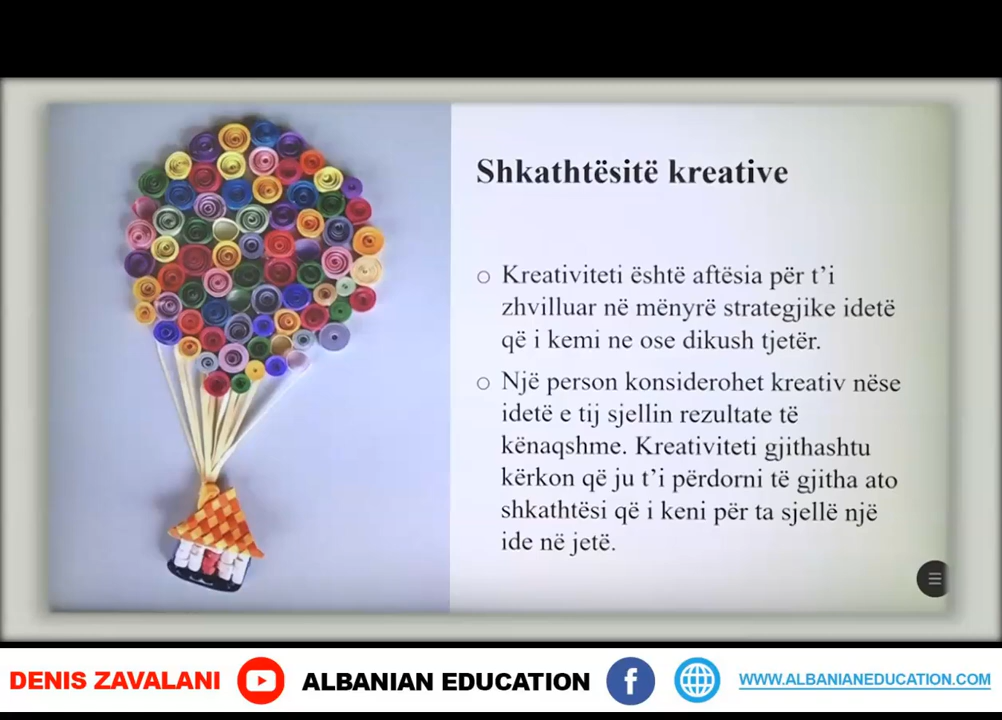 Shkathtësitë kreative
○ Kreativiteti është aftësia për t’i
zhvilluar në mënyrë strategjike idetë
që i kemi ne ose dikush tjetër.
○ Një person konsiderohet kreativ nëse
idetë e tij sjellin rezultate të
kënaqshme. Kreativiteti gjithashtu
kërkon që ju t’i përdorni të gjitha ato
shkathtësi që i keni për ta sjellë një
ide në jetë.
DENIS ZAVALANI ALBANIAN EDUCATION f WWW.ALBANIANEDUCATION.COM